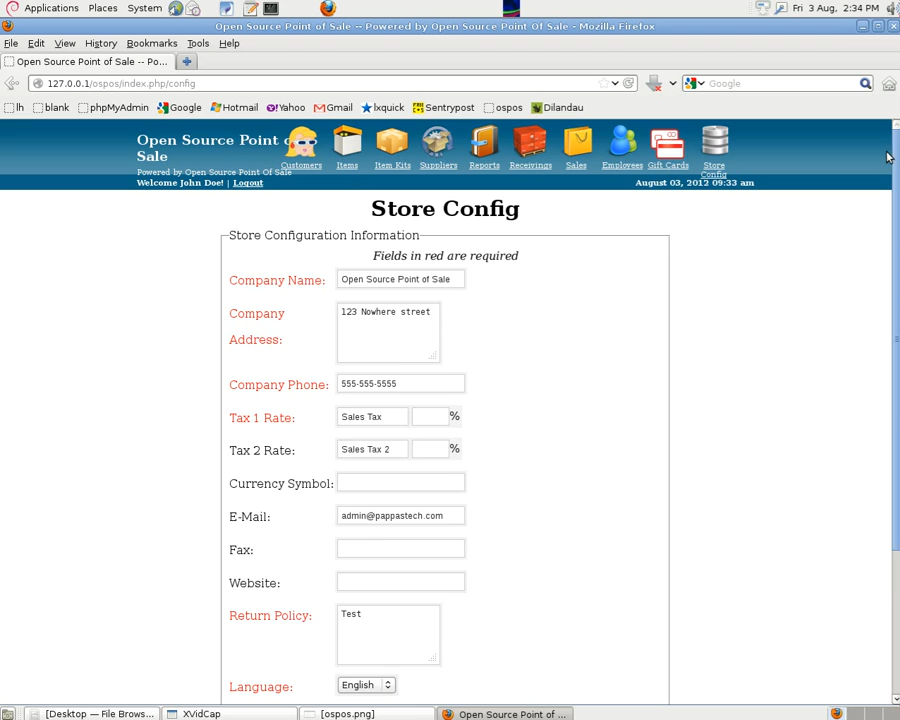 Applications Places System Fri 3 Aug, 2:34 PM
Open Source Point of Sale -- Powered by Open Source Point Of Sale - Mozilla Firefox
File Edit View History Bookmarks Tools Help
Open Source Point of Sale -- Po...
127.0.0.1/ospos/index.php/config Google
lh blank phpMyAdmin Google Hotmail Yahoo Gmail Ixquick Sentrypost ospos Dilandau
Open Source Point of
Sale
Powered by Open Source Point Of Sale
Customers Items Item Kits Suppliers Reports Receivings Sales Employees Gift Cards Store Config
Welcome John Doe! | Logout August 03, 2012 09:33 am
Store Config
Store Configuration Information
Fields in red are required
Company Name: Open Source Point of Sale
Company Address: 123 Nowhere street
Company Phone: 555-555-5555
Tax 1 Rate: Sales Tax %
Tax 2 Rate: Sales Tax 2 %
Currency Symbol:
E-Mail: admin@pappastech.com
Fax:
Website:
Return Policy: Test
Language: English
[Desktop — File Brows... XVidCap [ospos.png] Open Source Point of ...